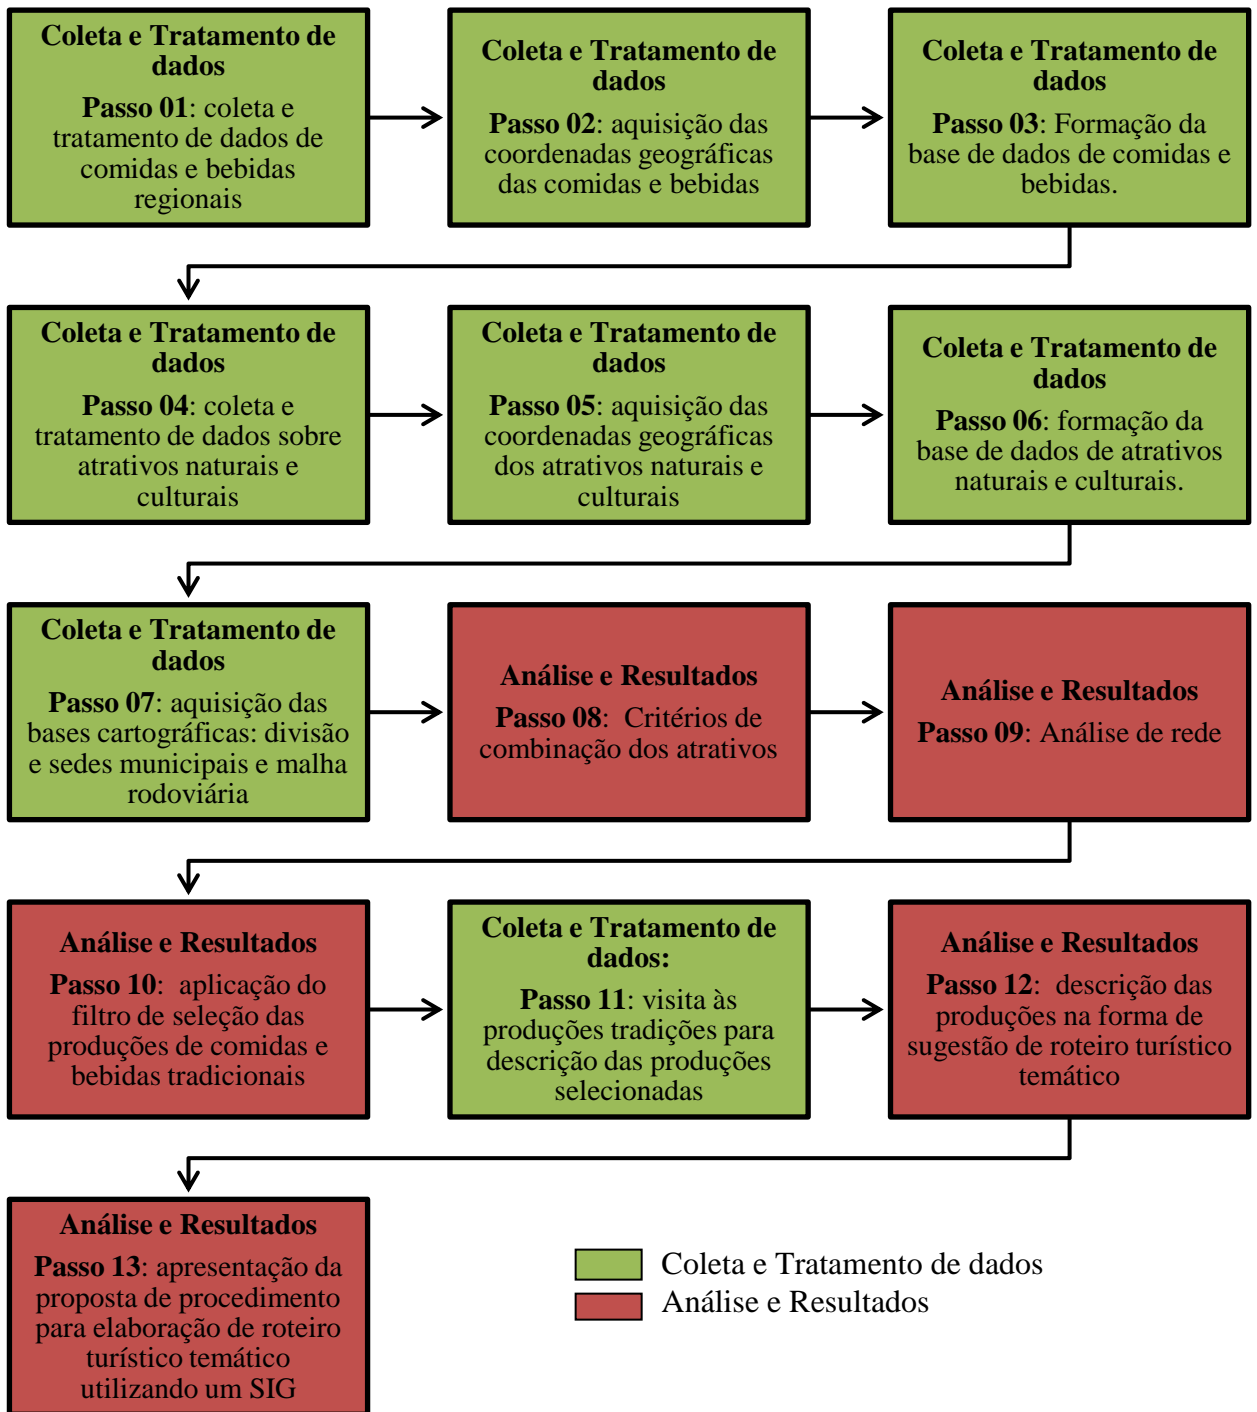 Coleta e Tratamento de
dados
Passo 01: coleta e
tratamento de dados de
comidas e bebidas
regionais
Coleta e Tratamento de
dados
Passo 02: aquisição das
coordenadas geográficas
das comidas e bebidas
Coleta e Tratamento de
dados
Passo 03: Formação da
base de dados de comidas e
bebidas.
Coleta e Tratamento de
dados
Passo 04: coleta e
tratamento de dados sobre
atrativos naturais e
culturais
Coleta e Tratamento de
dados
Passo 05: aquisição das
coordenadas geográficas
dos atrativos naturais e
culturais
Coleta e Tratamento de
dados
Passo 06: formação da
base de dados de atrativos
naturais e culturais.
Coleta e Tratamento de
dados
Passo 07: aquisição das
bases cartográficas: divisão
e sedes municipais e malha
rodoviária
Análise e Resultados
Passo 08: Critérios de
combinação dos atrativos
Análise e Resultados
Passo 09: Análise de rede
Análise e Resultados
Passo 10: aplicação do
filtro de seleção das
produções de comidas e
bebidas tradicionais
Coleta e Tratamento de
dados:
Passo 11: visita às
produções tradições para
descrição das produções
selecionadas
Análise e Resultados
Passo 12: descrição das
produções na forma de
sugestão de roteiro turístico
temático
Análise e Resultados
Passo 13: apresentação da
proposta de procedimento
para elaboração de roteiro
turístico temático
utilizando um SIG
Coleta e Tratamento de dados
Análise e Resultados